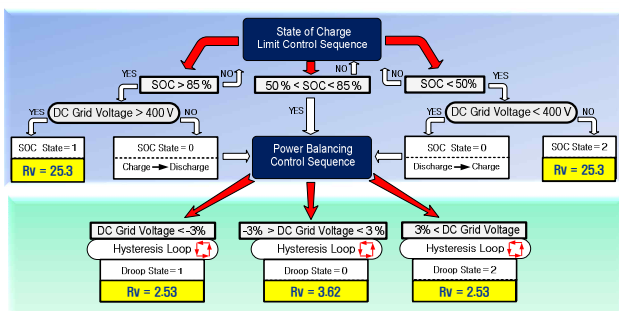 State of Charge
Limit Control Sequence
YES
SOC > 85 %
NO
50 % < SOC < 85 %
NO
NO
SOC < 50%
YES
YES
DC Grid Voltage > 400 V
NO
YES
YES
DC Grid Voltage < 400 V
NO
SOC State = 1
Rv = 25.3
SOC State = 0
Charge Discharge
Power Balancing
Control Sequence
SOC State = 0
Discharge Charge
SOC State = 2
Rv = 25.3
DC Grid Voltage < -3%
Hysteresis Loop
Droop State = 1
Rv = 2.53
-3% > DC Grid Voltage < 3 %
Hysteresis Loop
Droop State = 0
Rv = 3.62
3% < DC Grid Voltage
Hysteresis Loop
Droop State = 2
Rv = 2.53